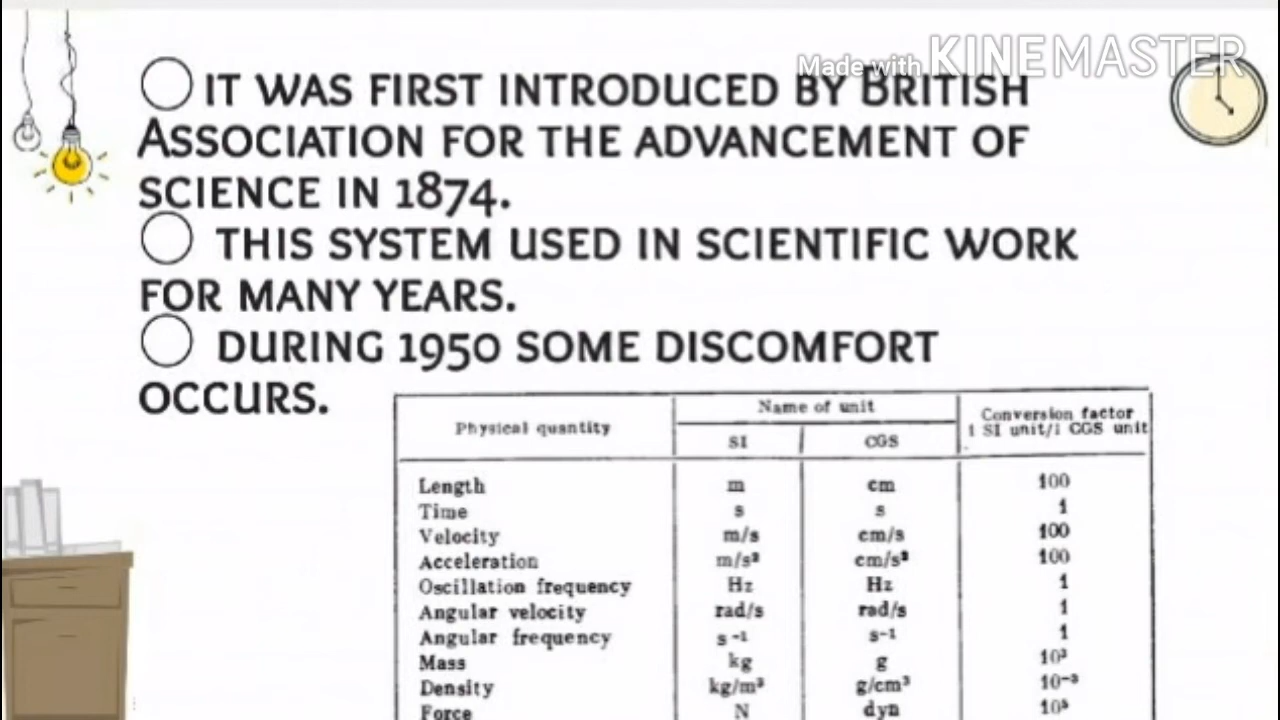 Made with KINEMASTER
○ IT WAS FIRST INTRODUCED BY BRITISH
ASSOCIATION FOR THE ADVANCEMENT OF
SCIENCE IN 1874.
○ THIS SYSTEM USED IN SCIENTIFIC WORK
FOR MANY YEARS.
○ DURING 1950 SOME DISCOMFORT
OCCURS.
Physical quantity | Name of unit | Conversion factor
SI | CGS | 1 SI unit/1 CGS unit
Length m cm 100
Time s s 1
Velocity m/s cm/s 100
Acceleration m/s² cm/s² 100
Oscillation frequency Hz Hz 1
Angular velocity rad/s rad/s 1
Angular frequency s⁻¹ s⁻¹ 1
Mass kg g 10³
Density kg/m³ g/cm³ 10⁻³
Force N dyn 10⁵